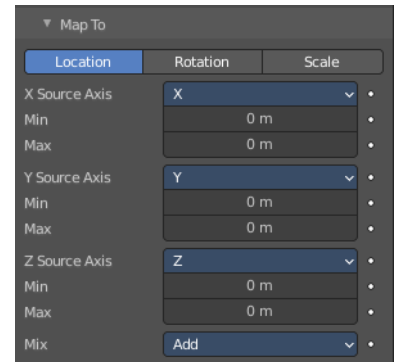 Map To
Location Rotation Scale
X Source Axis X
Min 0 m
Max 0 m
Y Source Axis Y
Min 0 m
Max 0 m
Z Source Axis Z
Min 0 m
Max 0 m
Mix Add